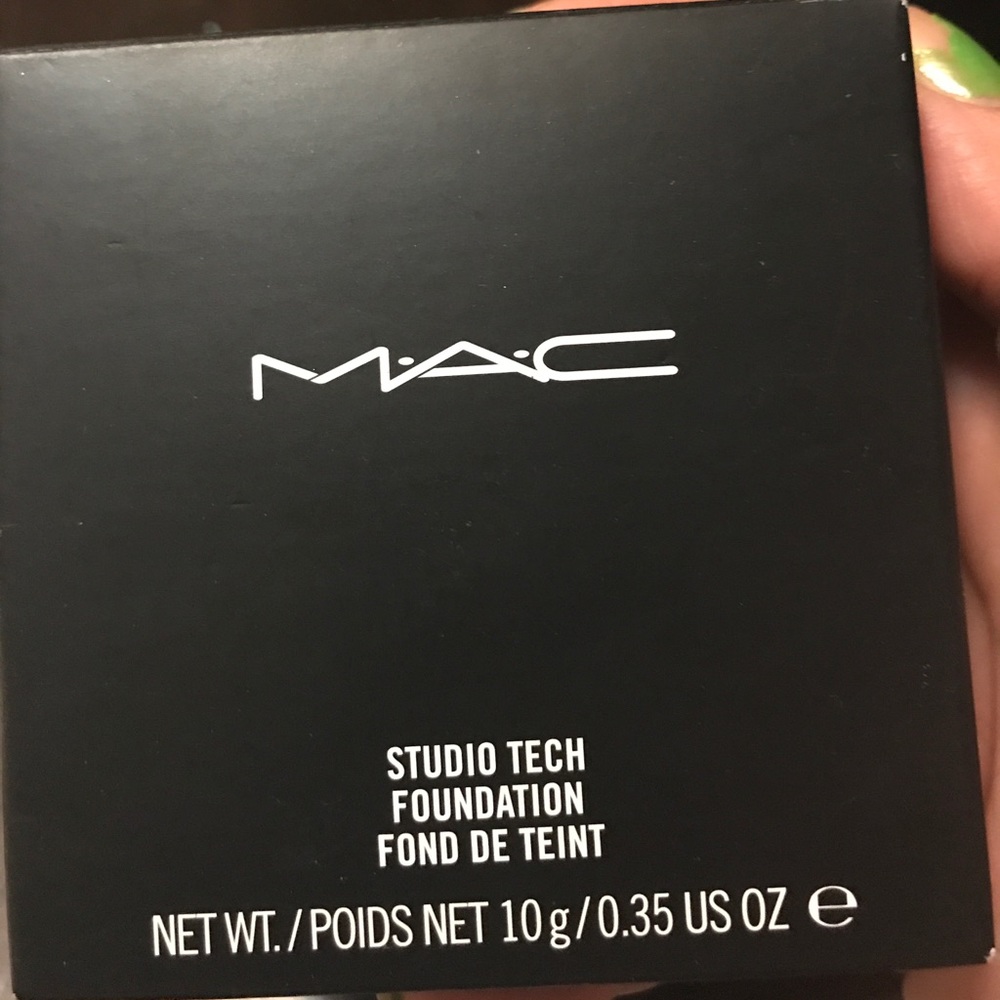 M·A·C
STUDIO TECH
FOUNDATION
FOND DE TEINT
NET WT. / POIDS NET 10 g / 0.35 US OZ ℮